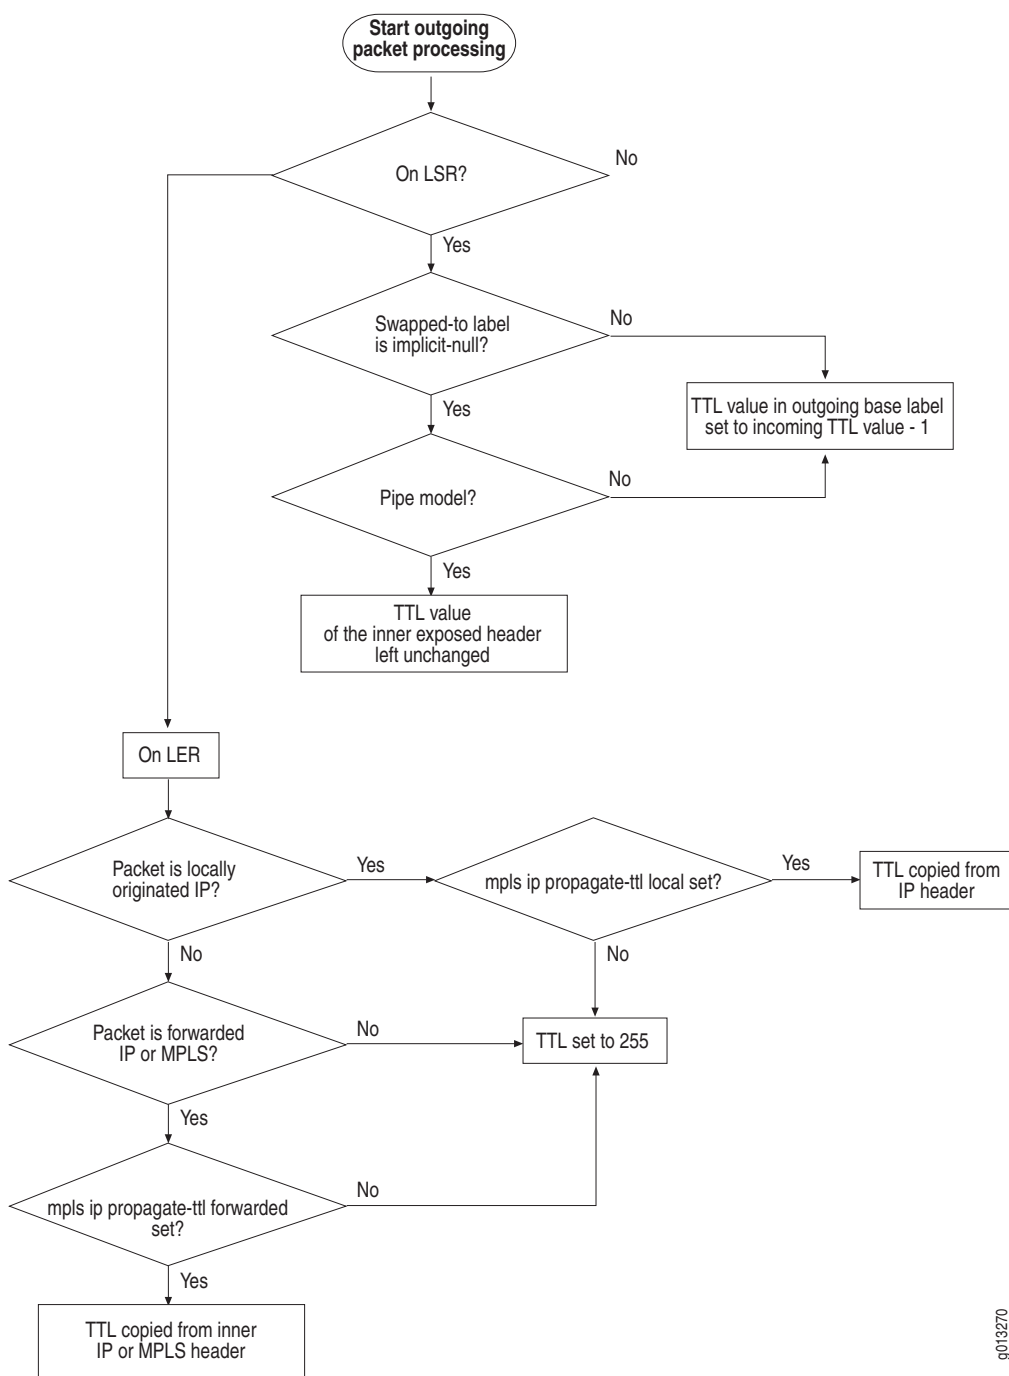 Start outgoing
packet processing
On LSR?
No
Yes
Swapped-to label
is implicit-null?
No
TTL value in outgoing base label
set to incoming TTL value - 1
Yes
Pipe model?
No
Yes
TTL value
of the inner exposed header
left unchanged
On LER
Packet is locally
originated IP?
Yes
mpls ip propagate-ttl local set?
Yes
TTL copied from
IP header
No
No
Packet is forwarded
IP or MPLS?
No
TTL set to 255
Yes
mpls ip propagate-ttl forwarded
set?
No
Yes
TTL copied from inner
IP or MPLS header
g013270